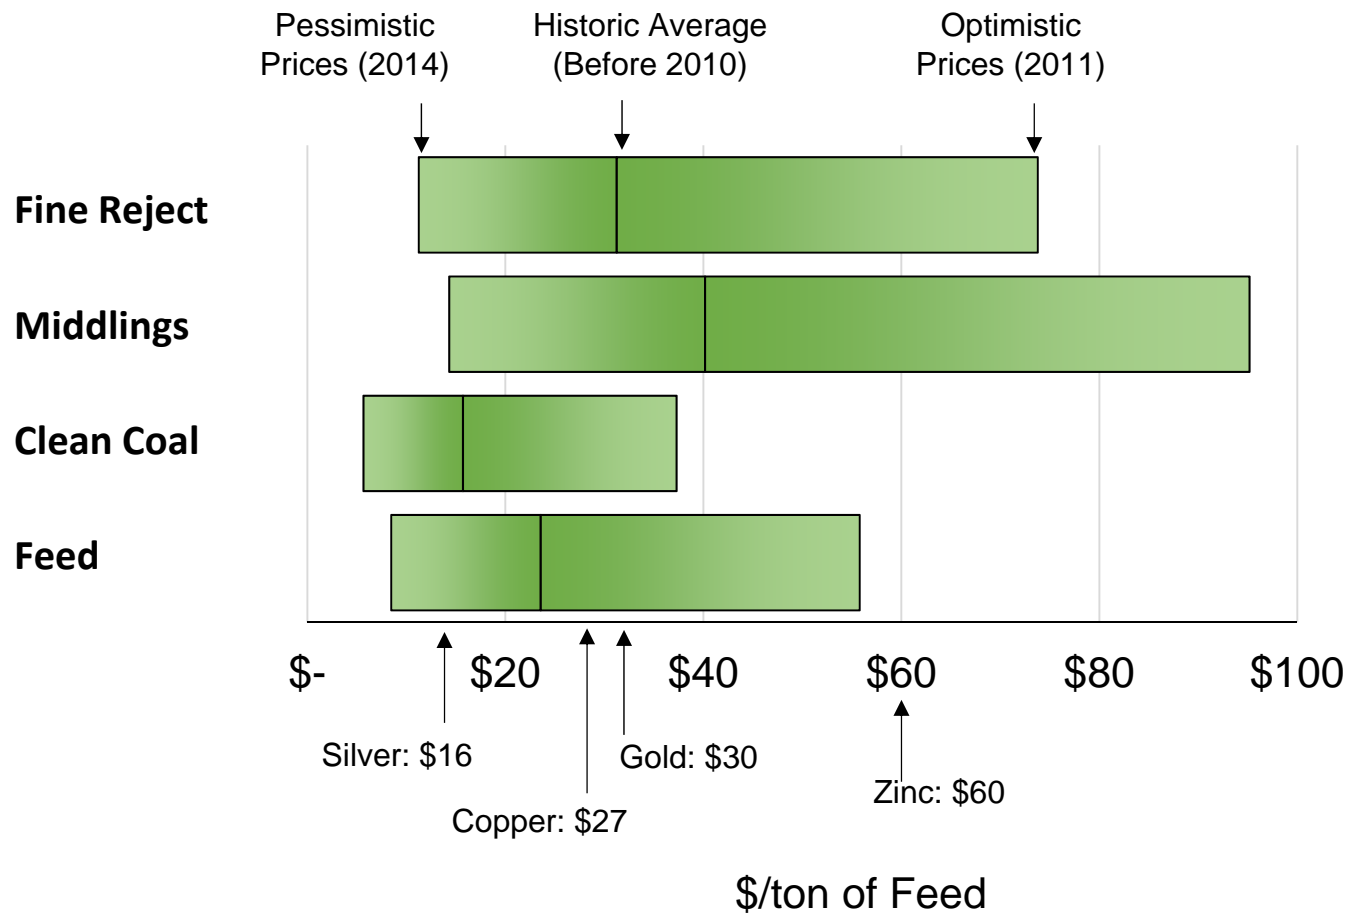 Pessimistic
Prices (2014)
Historic Average
(Before 2010)
Optimistic
Prices (2011)
Fine Reject
Middlings
Clean Coal
Feed
$-
$20
$40
$60
$80
$100
Silver: $16
Gold: $30
Copper: $27
Zinc: $60
$/ton of Feed